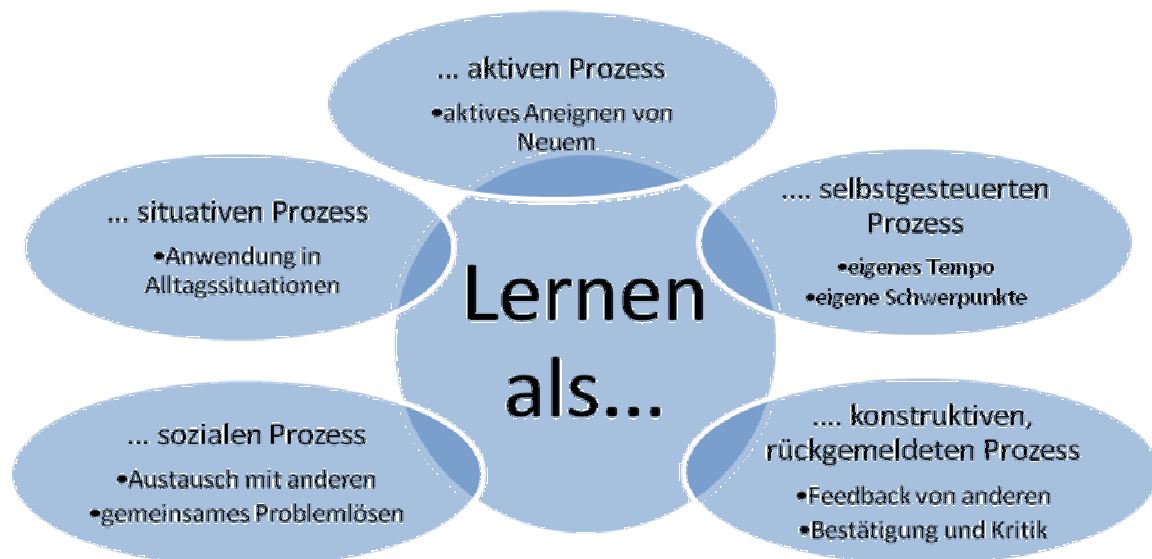 ... aktiven Prozess
•aktives Aneignen von
Neuem
... situativen Prozess
•Anwendung in
Alltagssituationen
.... selbstgesteuerten
Prozess
•eigenes Tempo
•eigene Schwerpunkte
Lernen
als...
... sozialen Prozess
•Austausch mit anderen
•gemeinsames Problemlösen
.... konstruktiven,
rückgemeldeten Prozess
•Feedback von anderen
•Bestätigung und Kritik